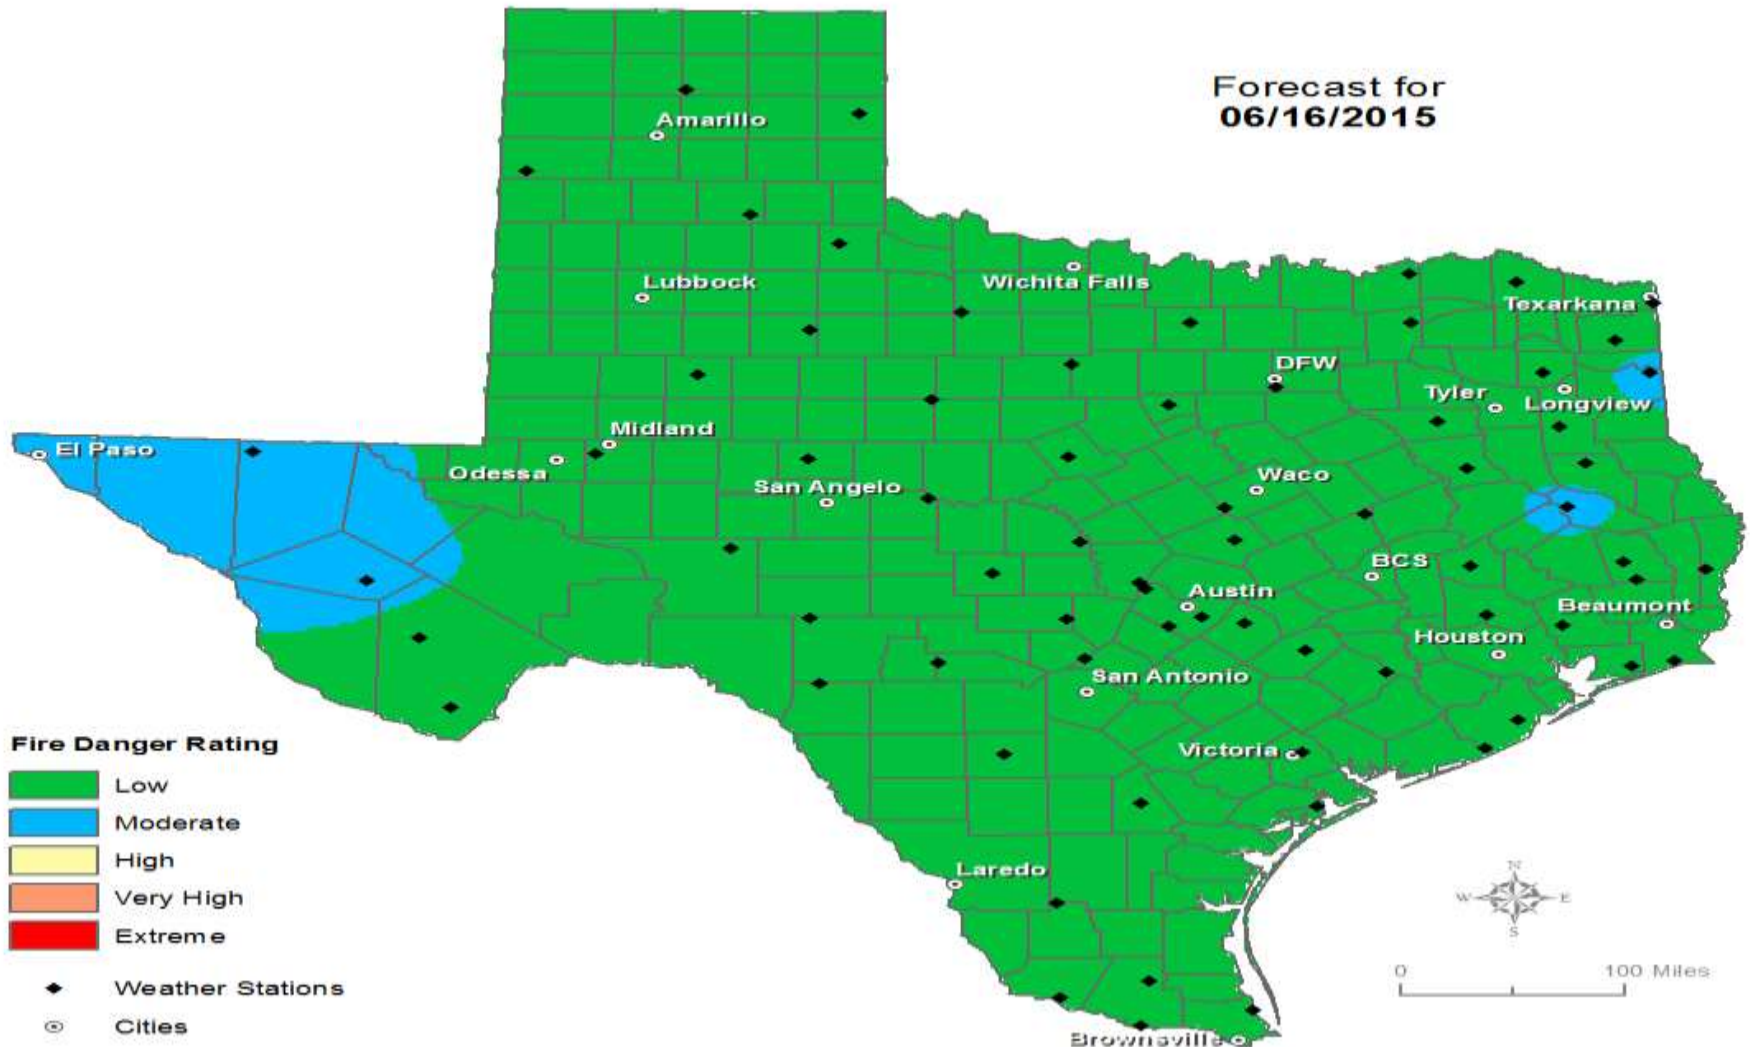 Forecast for
06/16/2015
Amarillo
Lubbock
Wichita Falls
Texarkana
DFW
Tyler
Longview
Midland
El Paso
Odessa
San Angelo
Waco
BCS
Austin
Beaumont
Houston
San Antonio
Victoria
Laredo
Brownsville
Fire Danger Rating
Low
Moderate
High
Very High
Extreme
Weather Stations
Cities
N
W E
S
0 100 Miles